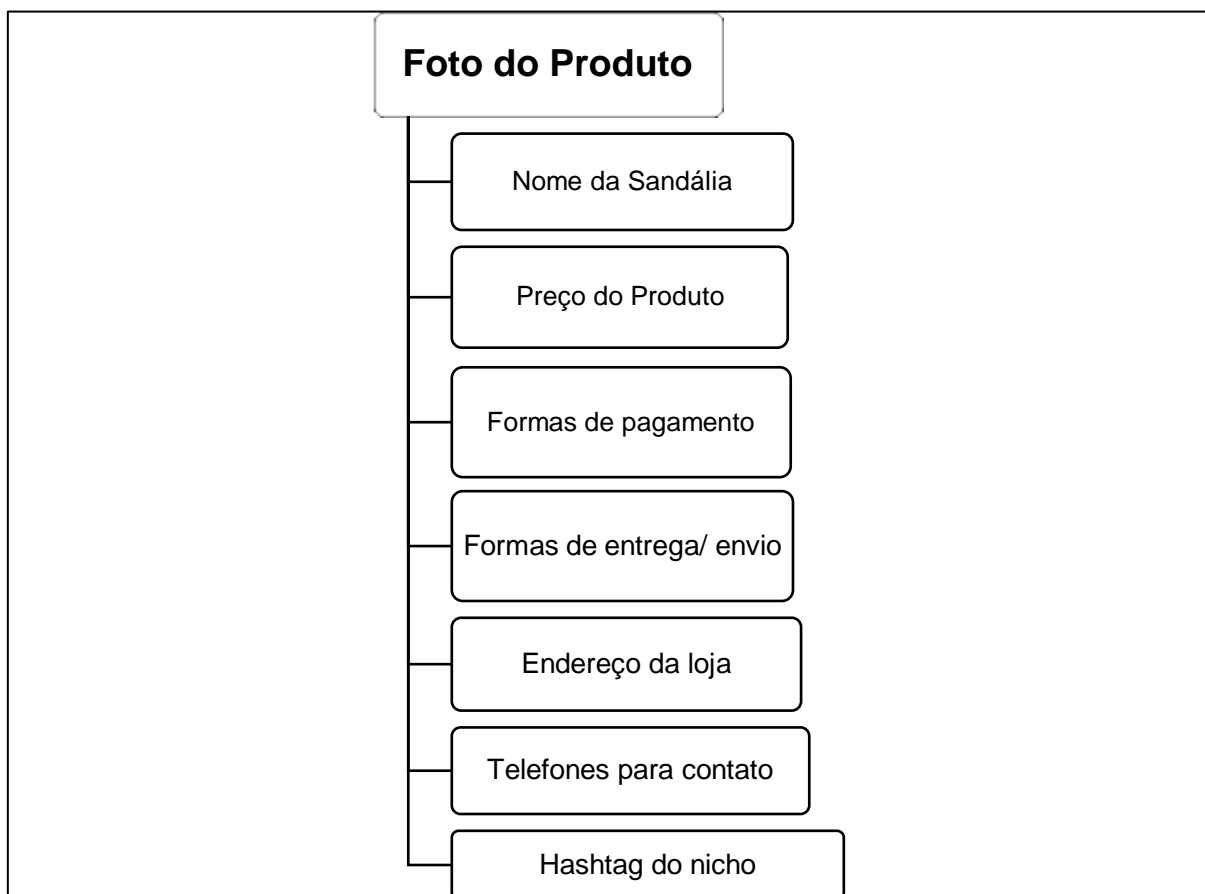 Foto do Produto
Nome da Sandália
Preço do Produto
Formas de pagamento
Formas de entrega/ envio
Endereço da loja
Telefones para contato
Hashtag do nicho